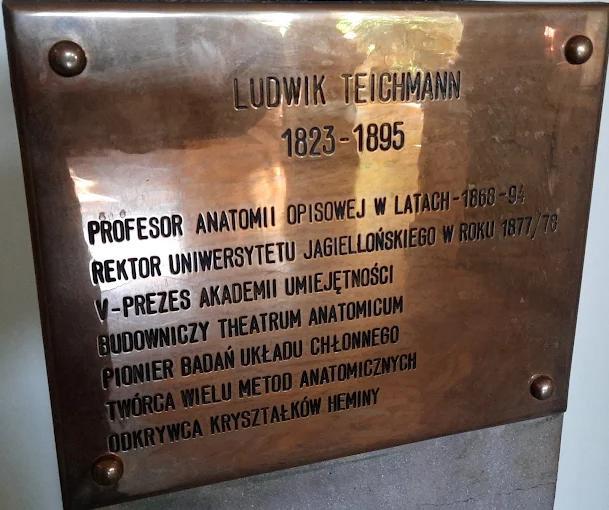 LUDWIK TEICHMANN
1823-1895
PROFESOR ANATOMII OPISOWEJ W LATACH-1868-94
REKTOR UNIWERSYTETU JAGIELLOŃSKIEGO W ROKU 1877/78
V-PREZES AKADEMII UMIEJĘTNOŚCI
BUDOWNICZY THEATRUM ANATOMICUM
PIONIER BADAŃ UKŁADU CHŁONNEGO
TWÓRCA WIELU METOD ANATOMICZNYCH
ODKRYWCA KRYSZTAŁKÓW HEMINY